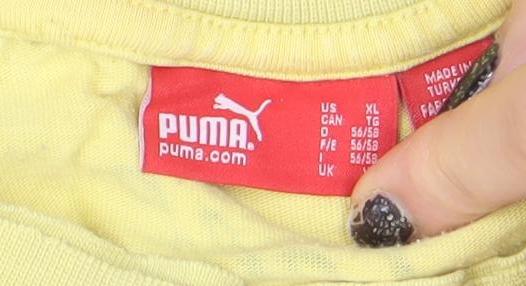 PUMA
puma.com
US XL
CAN TG
D 56/58
F/E 56/58
I 56/58
UK
MADE IN